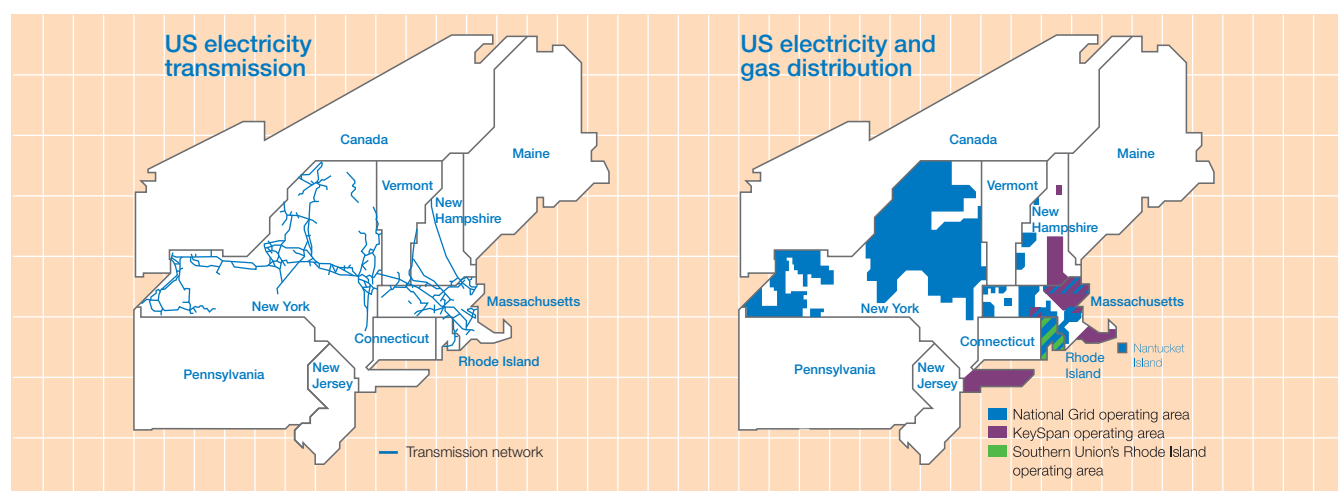 US electricity
transmission
Canada
Maine
Vermont
New
Hampshire
New York
Massachusetts
Connecticut
Rhode Island
Pennsylvania
New
Jersey
Transmission network
US electricity and
gas distribution
Canada
Maine
Vermont
New
Hampshire
New York
Massachusetts
Connecticut
Nantucket
Island
Rhode
Island
Pennsylvania
New
Jersey
National Grid operating area
KeySpan operating area
Southern Union's Rhode Island
operating area